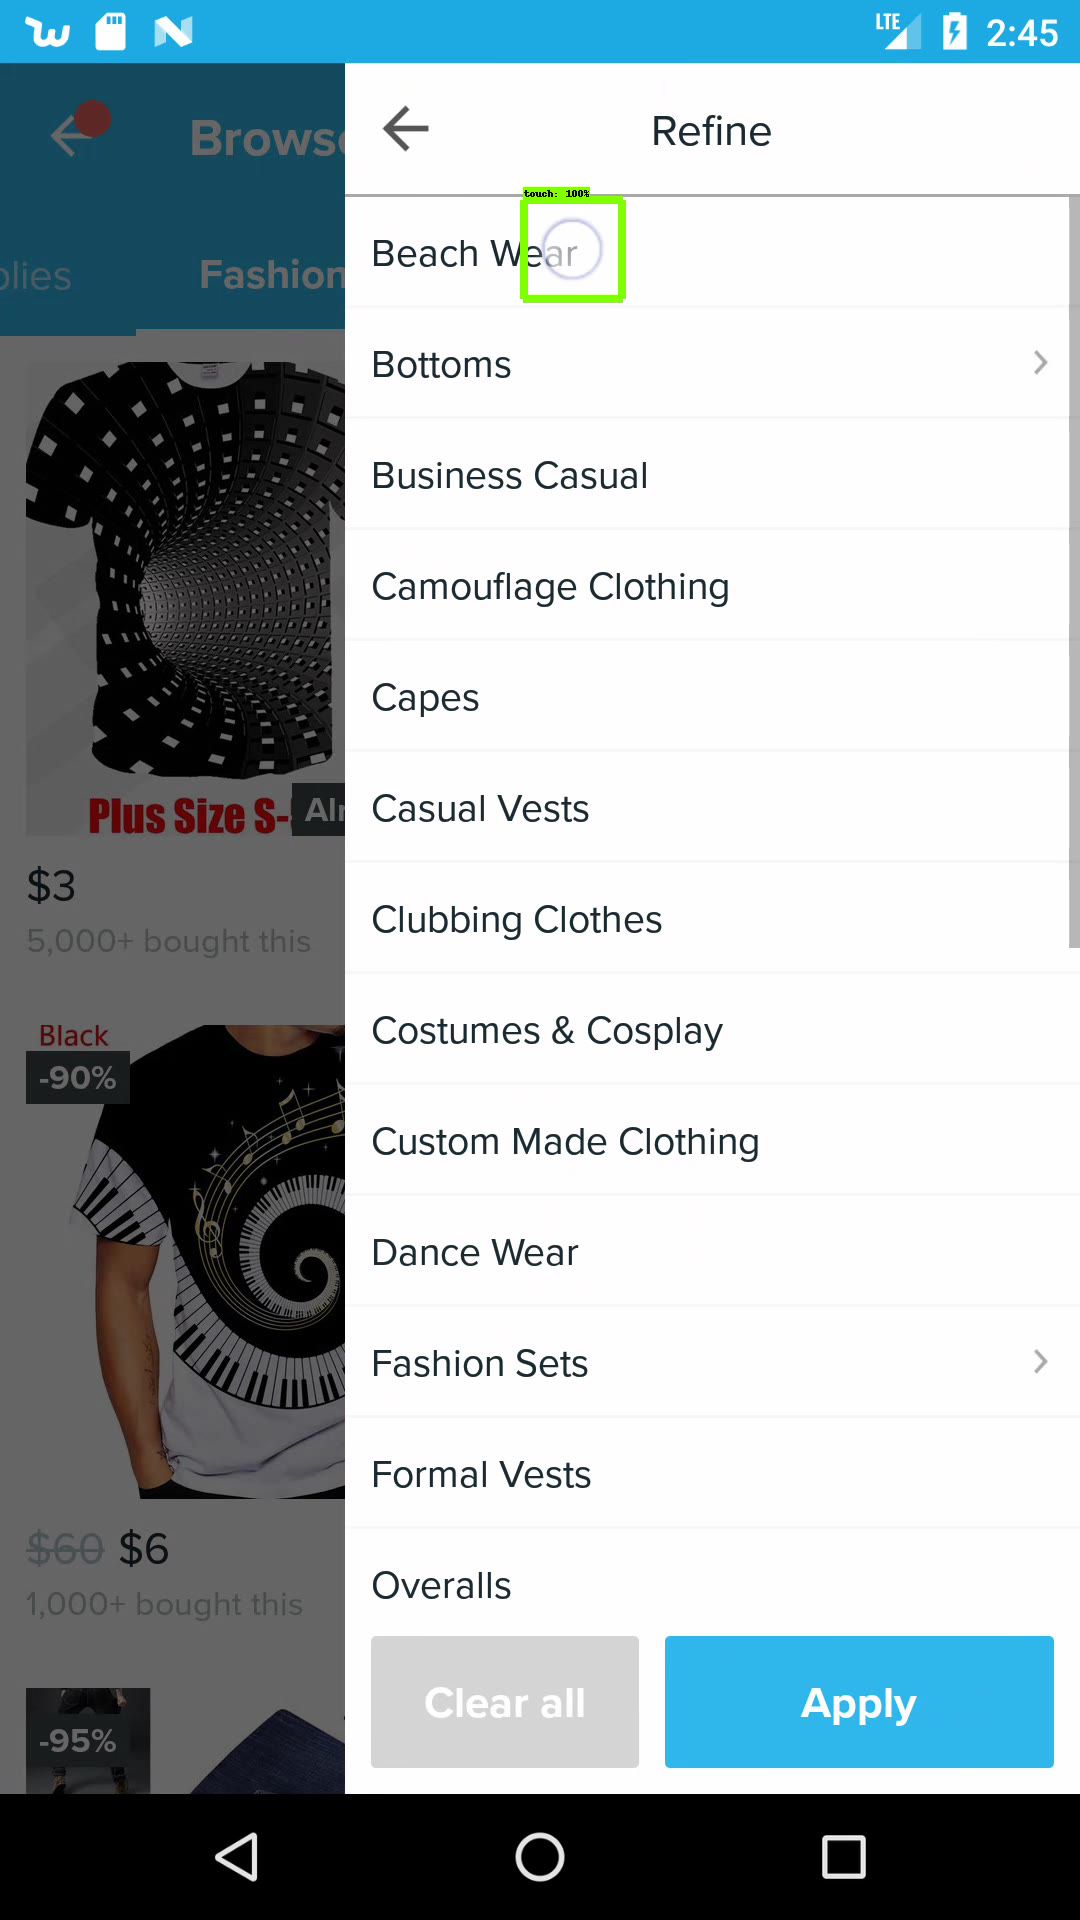 LTE 2:45
Refine
touch: 100%
Beach Wear
Bottoms
Business Casual
Camouflage Clothing
Capes
Casual Vests
Clubbing Clothes
Costumes & Cosplay
Custom Made Clothing
Dance Wear
Fashion Sets
Formal Vests
Overalls
Clear all
Apply
Browse
plies
Fashion
Plus Size S-
Alr
$3
5,000+ bought this
Black
-90%
$60 $6
1,000+ bought this
-95%